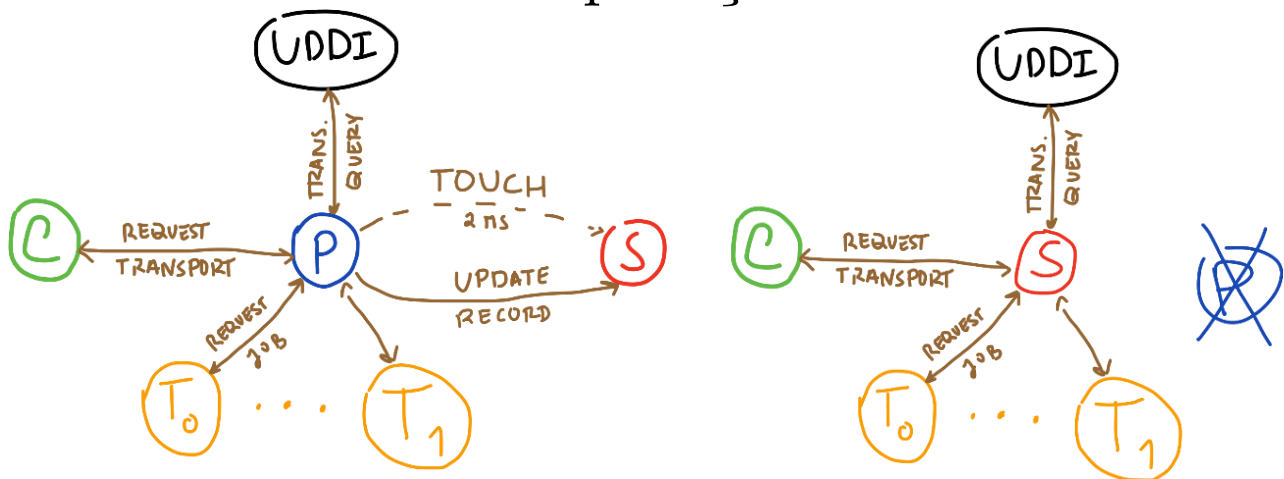 UDDI
TRANS.
QUERY
TOUCH
2
C
REQUEST
TRANSPORT
P
S
UPDATE
RECORD
REQUEST
JOB
T0 . . . T1
UDDI
TRANS.
QUERY
C
REQUEST
TRANSPORT
S
P
REQUEST
JOB
T0 . . . T1